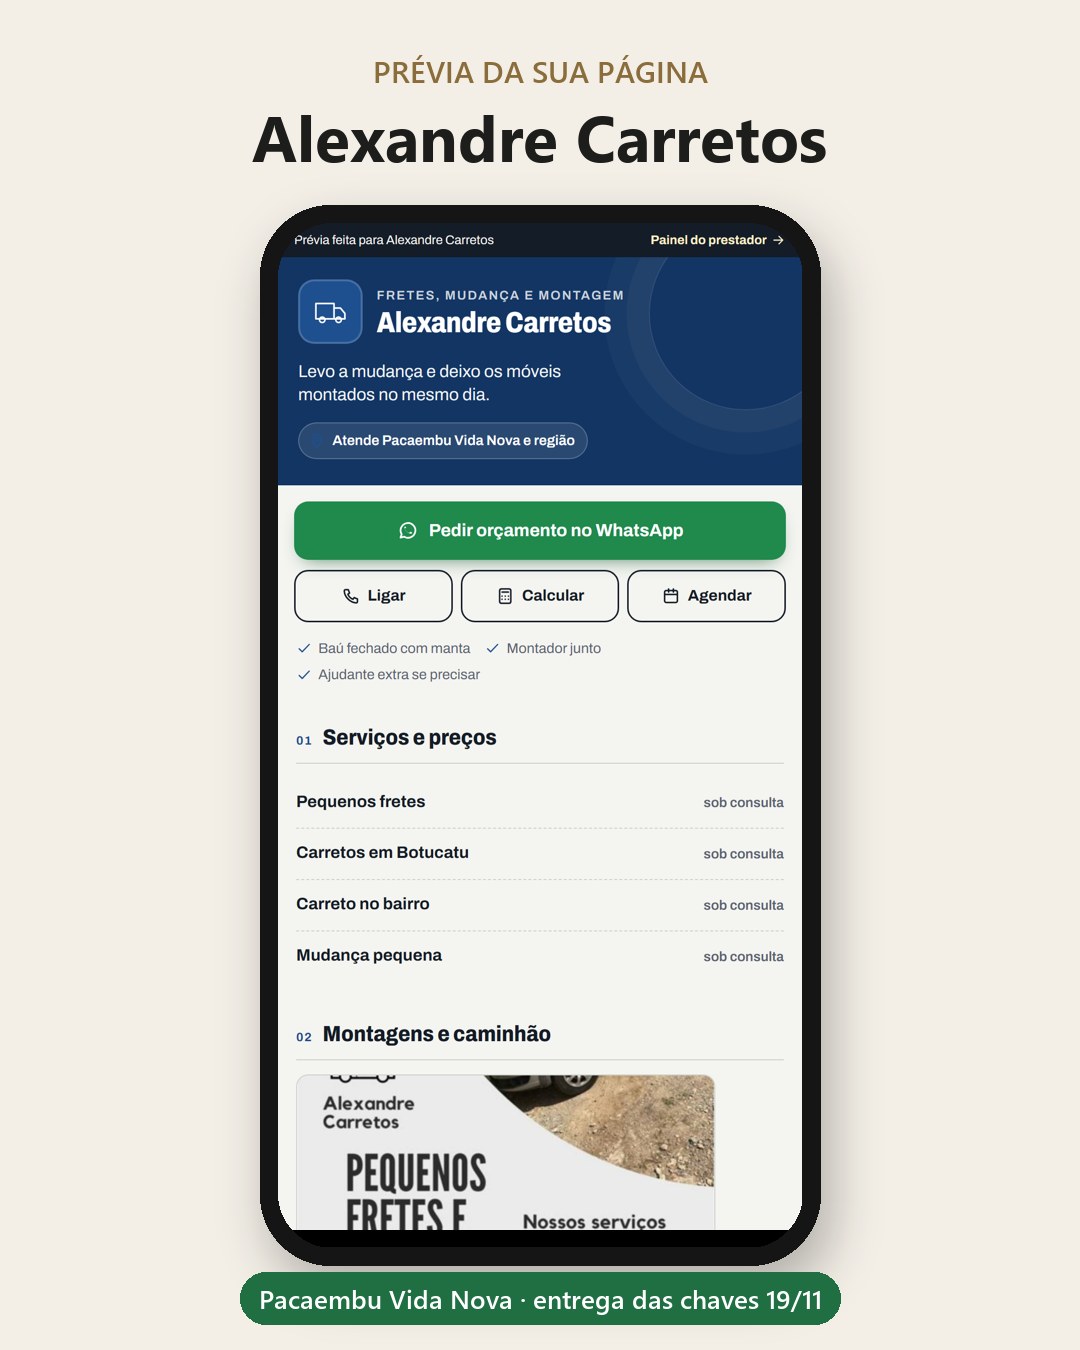 PRÉVIA DA SUA PÁGINA
Alexandre Carretos
Prévia feita para Alexandre Carretos
Painel do prestador →
FRETES, MUDANÇA E MONTAGEM
Alexandre Carretos
Levo a mudança e deixo os móveis
montados no mesmo dia.
Atende Pacaembu Vida Nova e região
Pedir orçamento no WhatsApp
Ligar
Calcular
Agendar
Baú fechado com manta
Montador junto
Ajudante extra se precisar
01 Serviços e preços
Pequenos fretes
sob consulta
Carretos em Botucatu
sob consulta
Carreto no bairro
sob consulta
Mudança pequena
sob consulta
02 Montagens e caminhão
Alexandre
Carretos
PEQUENOS
FRETES E
Nossos serviços
Pacaembu Vida Nova · entrega das chaves 19/11